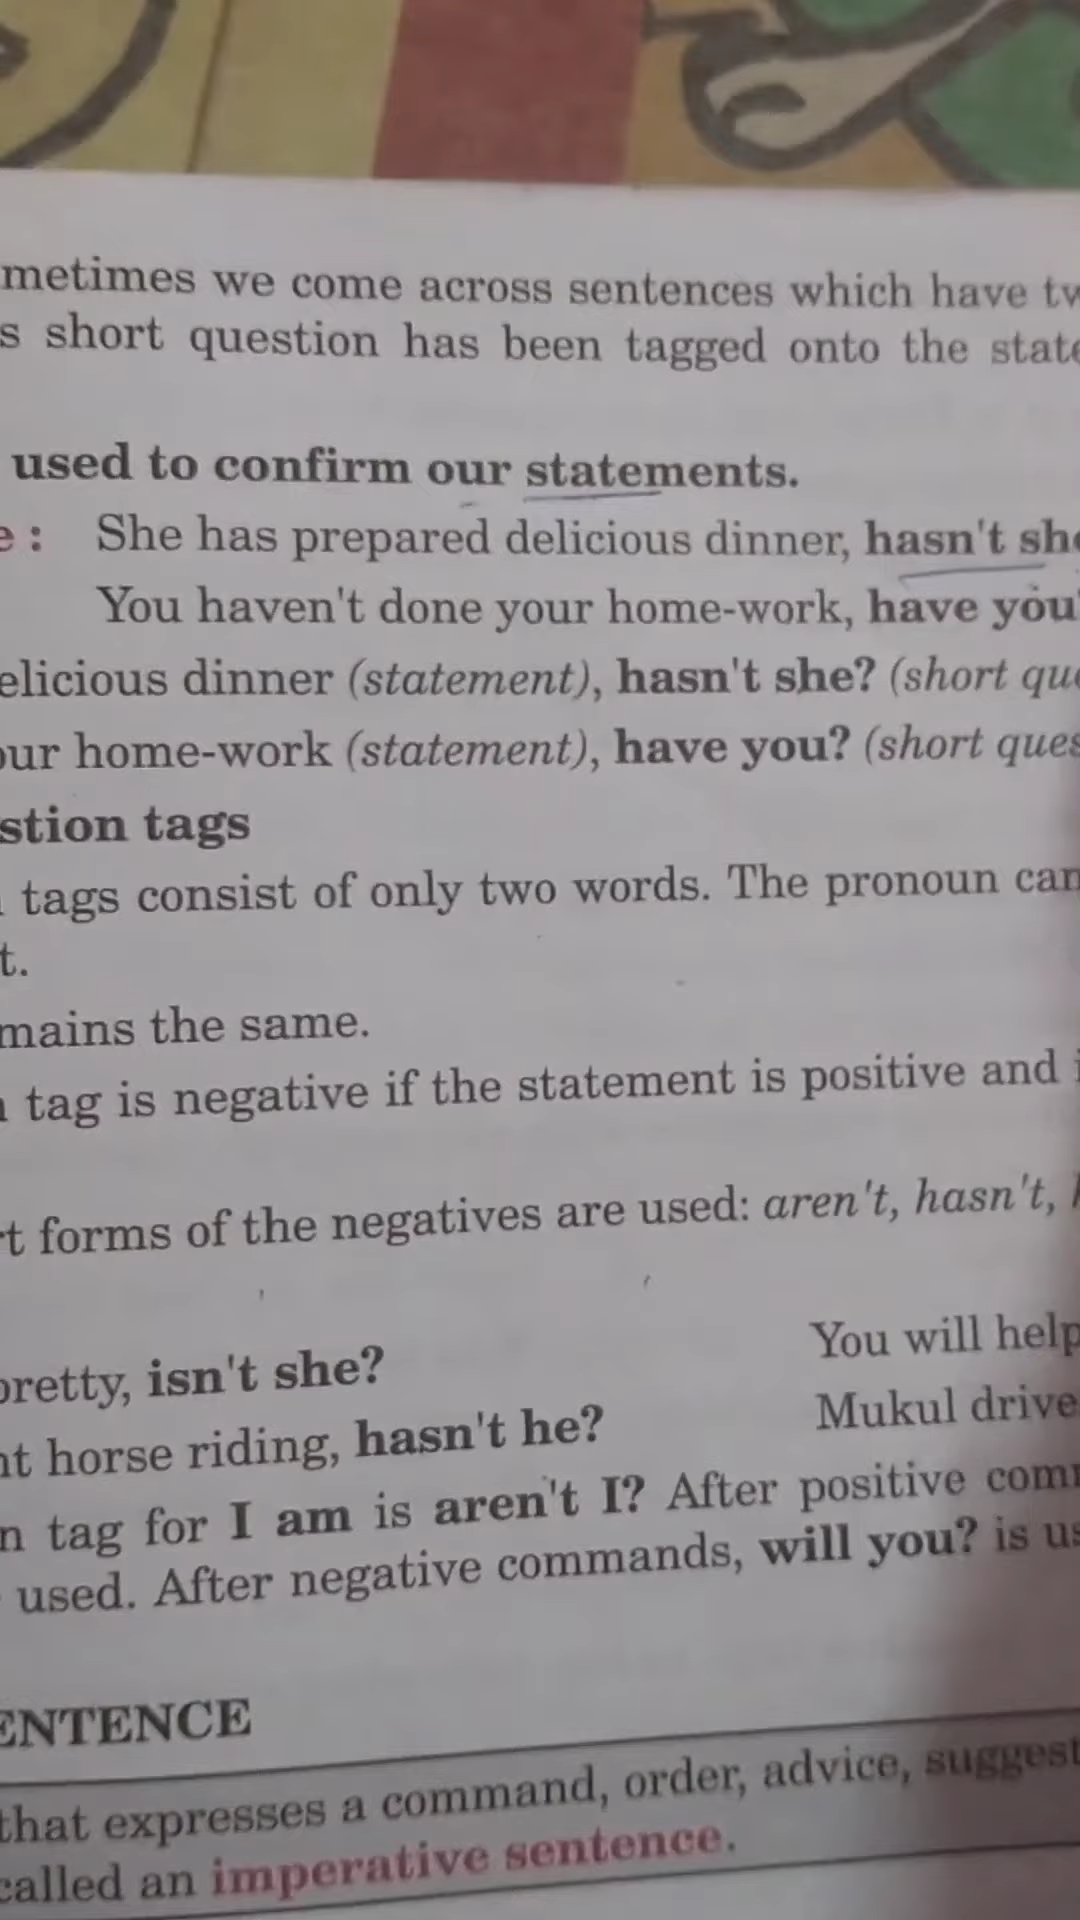 metimes we come across sentences which have tw
s short question has been tagged onto the state
used to confirm our statements.
e : She has prepared delicious dinner, hasn't she
You haven't done your home-work, have you
elicious dinner (statement), hasn't she? (short que
our home-work (statement), have you? (short ques
stion tags
tags consist of only two words. The pronoun can
t.
mains the same.
tag is negative if the statement is positive and i
t forms of the negatives are used: aren't, hasn't,
pretty, isn't she?
You will help
nt horse riding, hasn't he?
Mukul drive
n tag for I am is aren't I? After positive com
used. After negative commands, will you? is us
ENTENCE
that expresses a command, order, advice, suggest
called an imperative sentence.